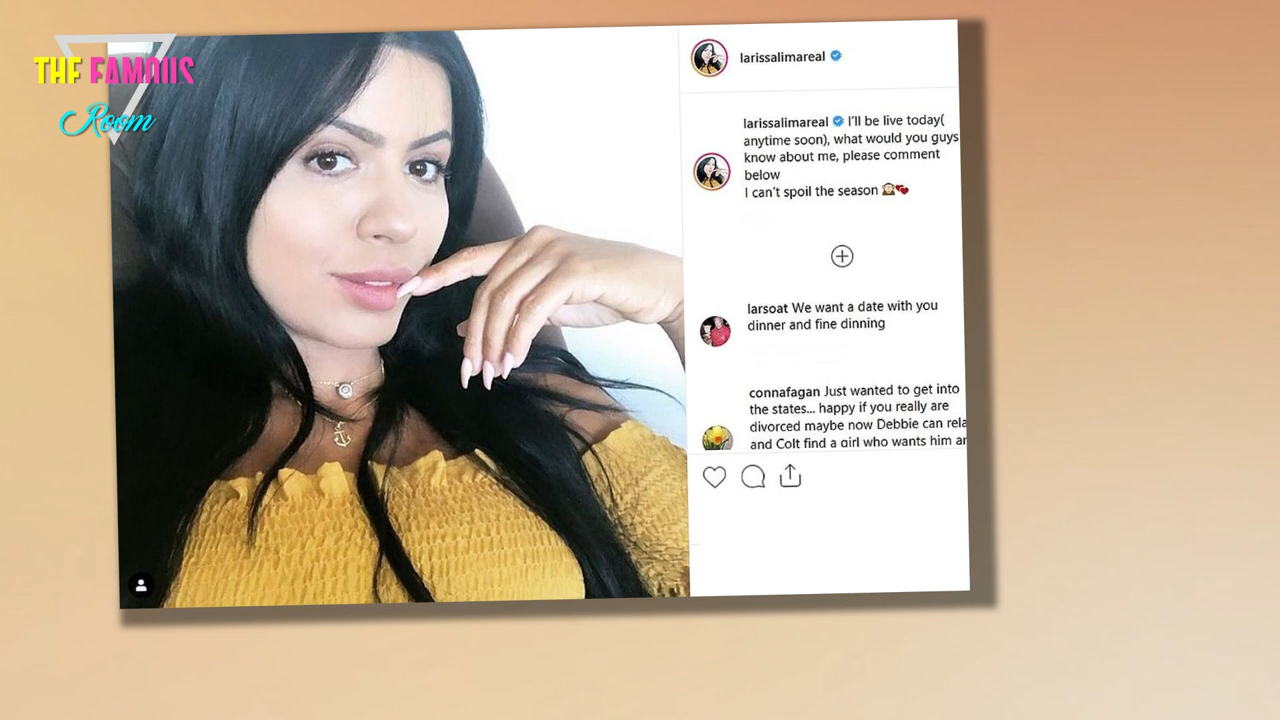 THE FAMOUS
Room
larissalimareal
larissalimareal I'll be live today(
anytime soon), what would you guys
know about me, please comment
below
I can't spoil the season
larsoat We want a date with you
dinner and fine dinning
connafagan Just wanted to get into
the states... happy if you really are
divorced maybe now Debbie can rela
and Colt find a girl who wants him an